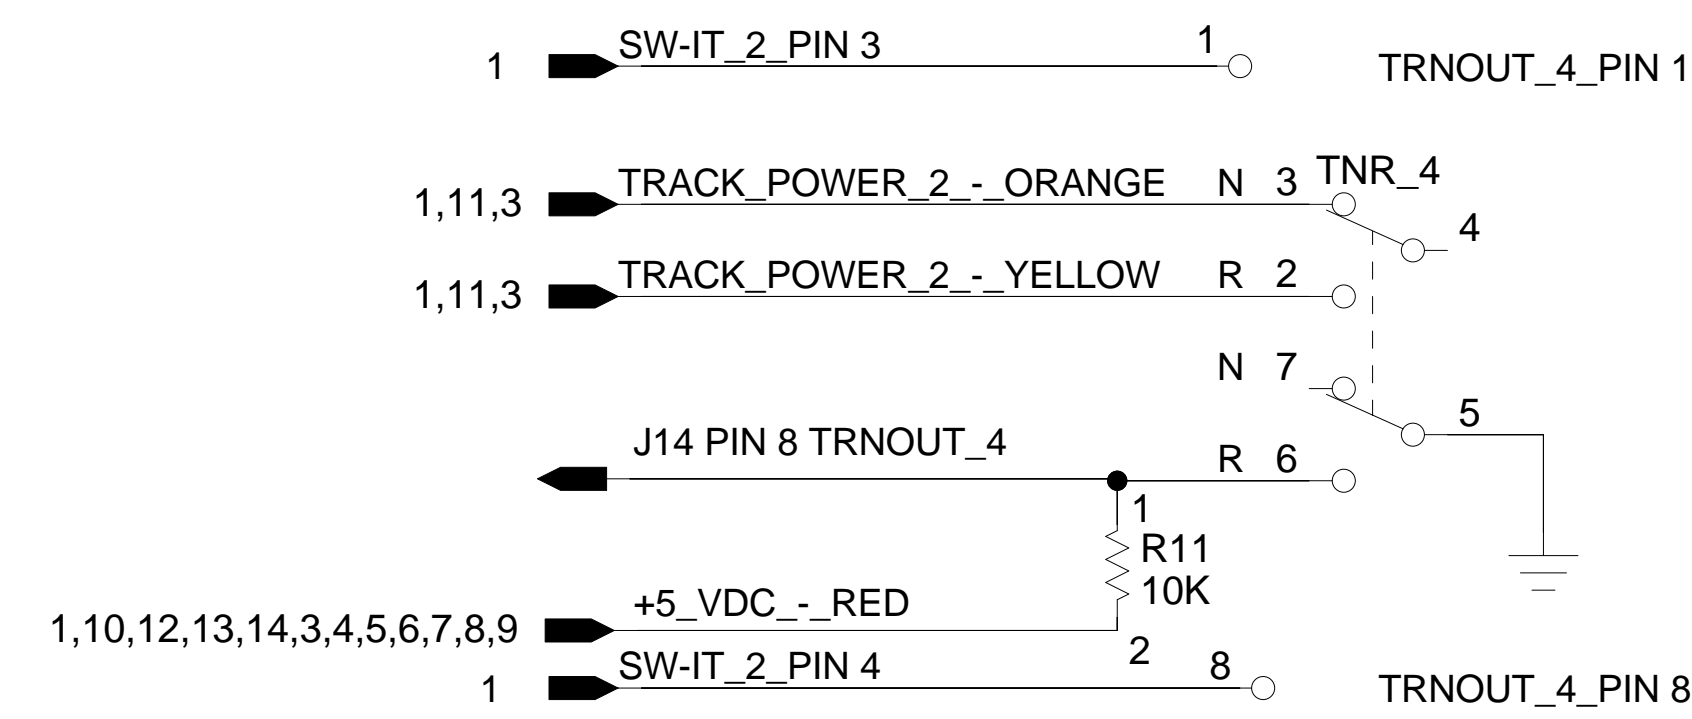 1 SW-IT_2_PIN 3 1 TRNOUT_4_PIN 1
1,11,3 TRACK_POWER_2_-_ORANGE N 3 TNR_4
4
1,11,3 TRACK_POWER_2_-_YELLOW R 2
N 7
5
J14 PIN 8 TRNOUT_4 R 6
1
R11
10K
1,10,12,13,14,3,4,5,6,7,8,9 +5_VDC_-_RED
2
1 SW-IT_2_PIN 4 8 TRNOUT_4_PIN 8